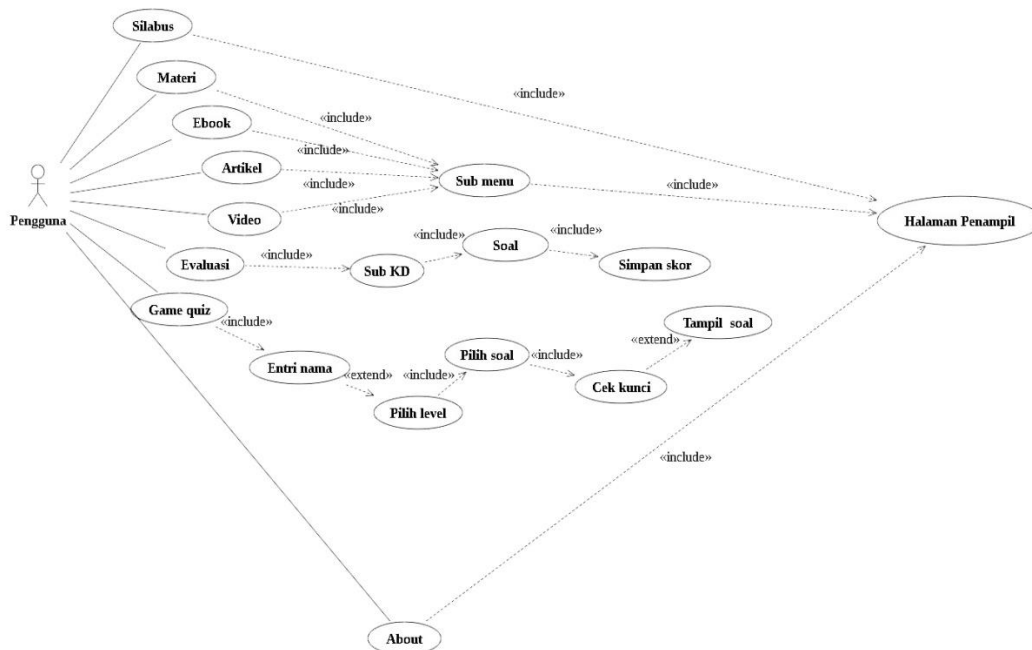 Silabus
Materi
«include»
Ebook
«include»
Artikel
«include»
Sub menu
«include»
Pengguna
Video
«include»
Halaman Penampil
Evaluasi
«include»
Sub KD
«include»
Soal
«include»
Simpan skor
Game quiz
«include»
Entri nama
«extend»
Pilih level
«include»
Pilih soal
«include»
Cek kunci
«extend»
Tampil soal
«include»
«include»
About
«include»